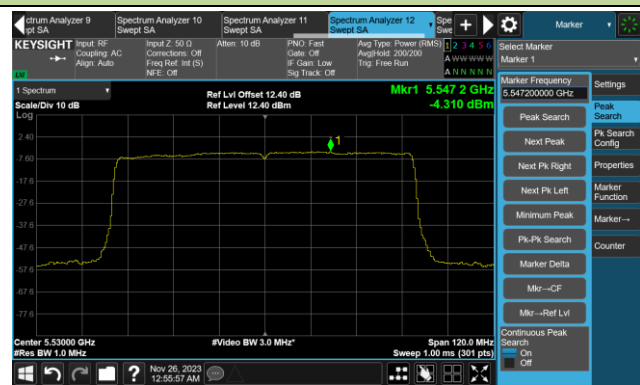 ctrum Analyzer 9
pt SA
Spectrum Analyzer 10
Swept SA
Spectrum Analyzer 11
Swept SA
Spectrum Analyzer 12
Swept SA
Spe
Swe
Marker
KEYSIGHT
Input: RF
Coupling: AC
Align: Auto
Input Z: 50 Ω
Corrections: Off
Freq Ref: Int (S)
NFE: Off
Atten: 10 dB
PNO: Fast
Gate: Off
IF Gain: Low
Sig Track: Off
Avg Type: Power (RMS)
Avg|Hold: 200/200
Trig: Free Run
1 2 3 4 5 6
A W W W W W
A N N N N N
LXI
Select Marker
Marker 1
1 Spectrum
Scale/Div 10 dB
Log
Ref Lvl Offset 12.40 dB
Ref Level 12.40 dBm
Mkr1 5.547 2 GHz
-4.310 dBm
1
2.40
-7.60
-17.6
-27.6
-37.6
-47.6
-57.6
-67.6
-77.6
Center 5.53000 GHz
#Res BW 1.0 MHz
#Video BW 3.0 MHz*
Span 120.0 MHz
Sweep 1.00 ms (301 pts)
Marker Frequency
5.547200000 GHz
Peak Search
Next Peak
Next Pk Right
Next Pk Left
Minimum Peak
Pk-Pk Search
Marker Delta
Mkr→CF
Mkr→Ref Lvl
Continuous Peak
Search
On
Off
Settings
Peak
Search
Pk Search
Config
Properties
Marker
Function
Marker→
Counter
?
Nov 26, 2023
12:55:57 AM